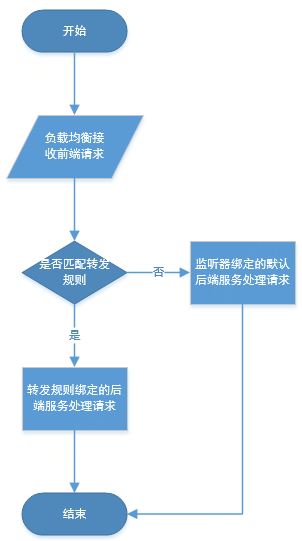 开始
负载均衡接
收前端请求
是否匹配转发
规则
否
监听器绑定的默认
后端服务处理请求
是
转发规则绑定的后
端服务处理请求
结束